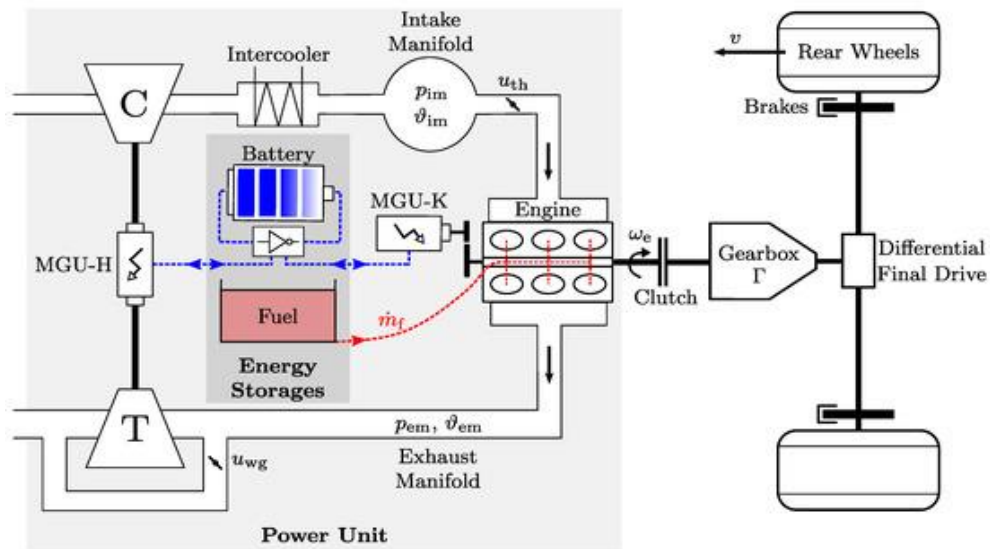 Intake
Manifold
Intercooler
C
p_im
ϑ_im
u_th
v
Rear Wheels
Brakes
Battery
MGU-K
Engine
MGU-H
ω_e
Gearbox
Γ
Differential
Final Drive
Clutch
Fuel
ṁ_f
Energy
Storages
T
p_em, ϑ_em
u_wg
Exhaust
Manifold
Power Unit